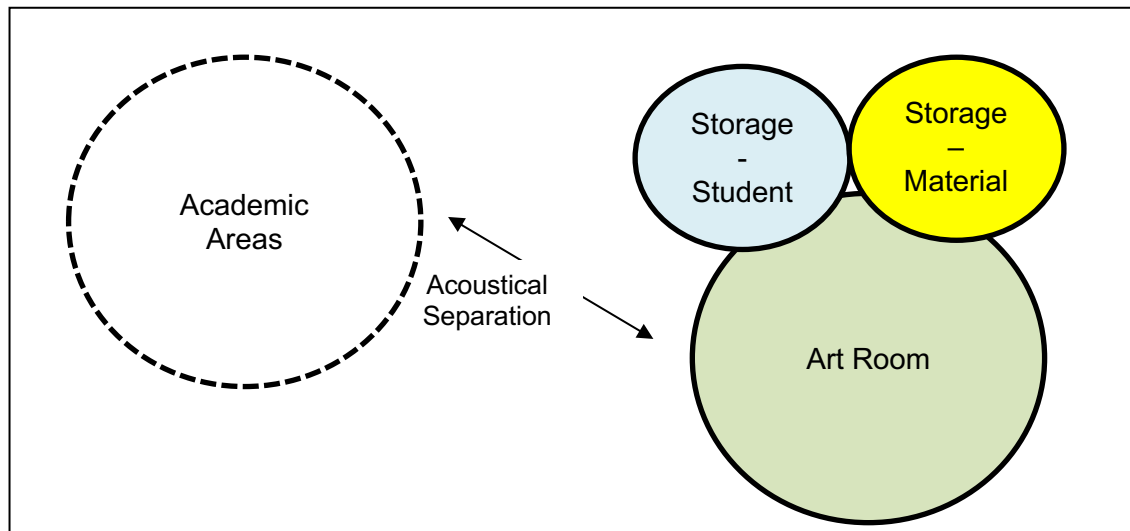 Academic
Areas
Acoustical
Separation
Storage
-
Student
Storage
–
Material
Art Room